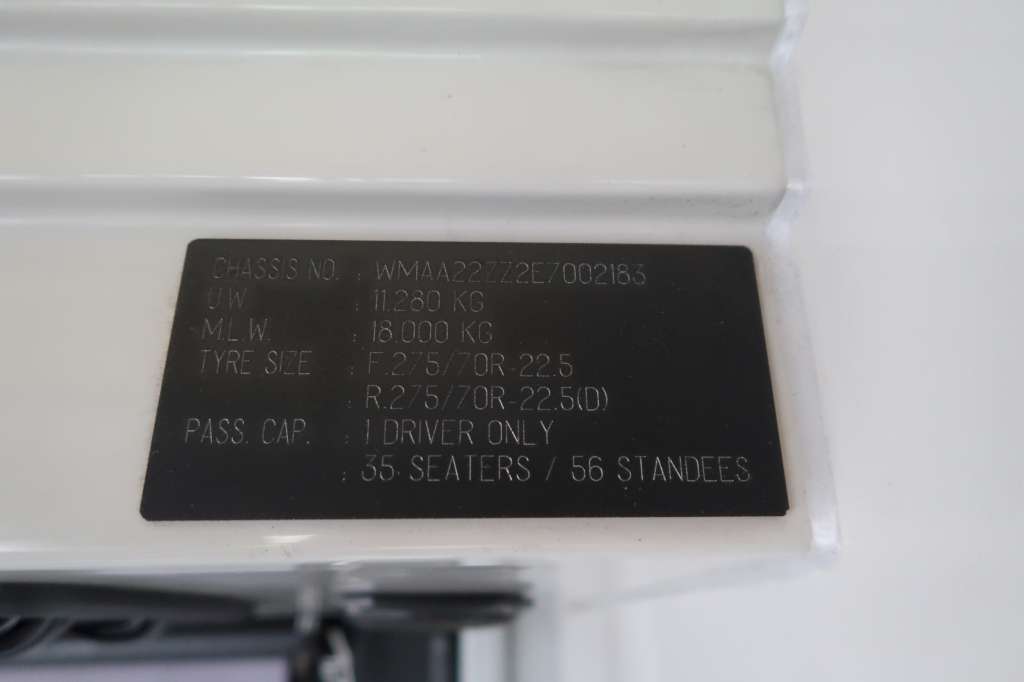 CHASSIS NO. : WMAA22ZZ2E7002183
U.W. : 11.280 KG
M.L.W. : 18.000 KG
TYRE SIZE : F.275/70R-22.5
: R.275/70R-22.5(D)
PASS. CAP. : 1 DRIVER ONLY
: 35 SEATERS / 56 STANDEES